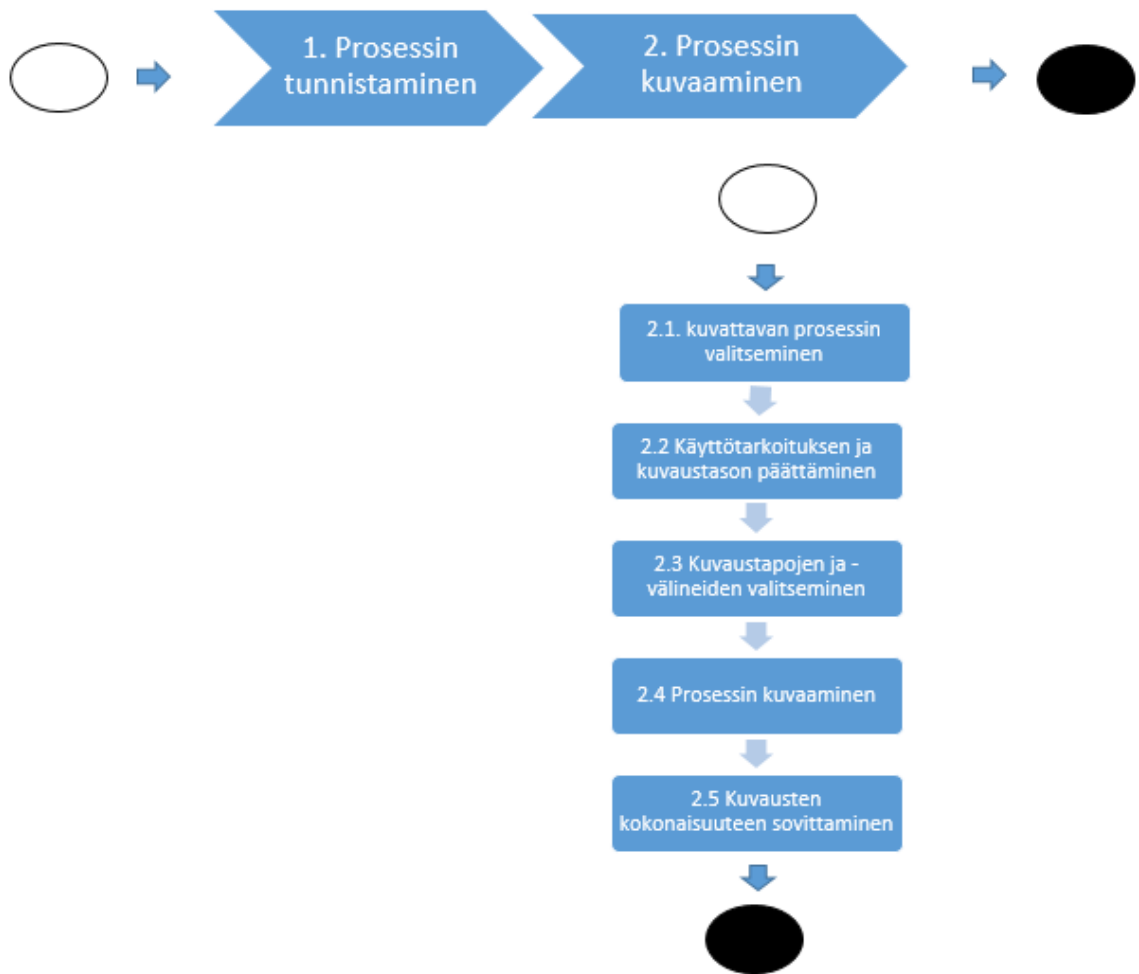 1. Prosessin
tunnistaminen
2. Prosessin
kuvaaminen
2.1. kuvattavan prosessin
valitseminen
2.2 Käyttötarkoituksen ja
kuvaustason päättäminen
2.3 Kuvaustapojen ja -
välineiden valitseminen
2.4 Prosessin kuvaaminen
2.5 Kuvausten
kokonaisuuteen sovittaminen